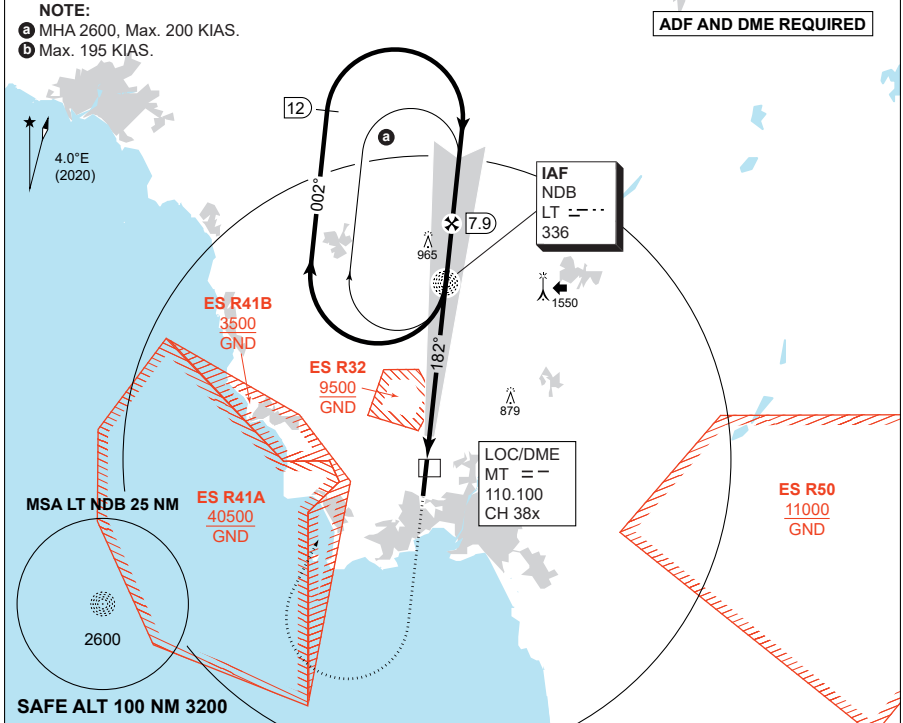 NOTE:
a MHA 2600, Max. 200 KIAS.
b Max. 195 KIAS.
ADF AND DME REQUIRED
12
a
4.0°E
(2020)
002°
IAF
NDB
LT
336
7.9
965
1550
ES R41B
3500
GND
182°
ES R32
9500
GND
879
LOC/DME
MT
110.100
CH 38x
ES R41A
40500
GND
ES R50
11000
GND
MSA LT NDB 25 NM
2600
SAFE ALT 100 NM 3200